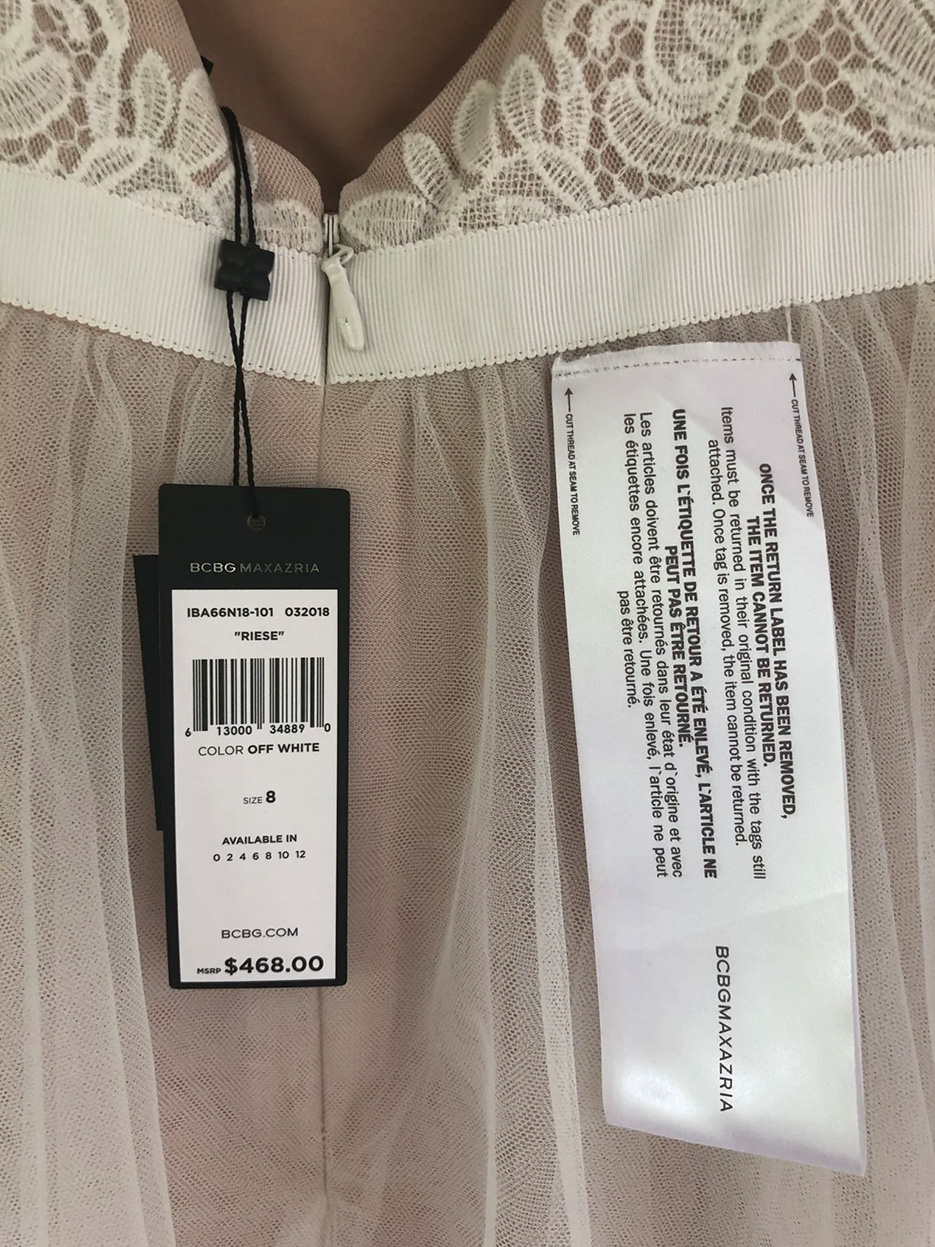 BCBGMAXAZRIA
IBA66N18-101 032018
"RIESE"
6 13000 34889 0
COLOR OFF WHITE
SIZE 8
AVAILABLE IN
0 2 4 6 8 10 12
BCBG.COM
MSRP $468.00
CUT THREAD AT SEAM TO REMOVE
ONCE THE RETURN LABEL HAS BEEN REMOVED,
THE ITEM CANNOT BE RETURNED.
Items must be returned in their original condition with the tags still
attached. Once tag is removed, the item cannot be returned.
UNE FOIS L`ÉTIQUETTE DE RETOUR A ÉTÉ ENLEVÉ, L`ARTICLE NE
PEUT PAS ÊTRE RETOURNÉ.
Les articles doivent être retournés dans leur état d`origine et avec
les étiquettes encore attachées. Une fois enlevé, l`article ne peut
pas être retourné.
CUT THREAD AT SEAM TO REMOVE
BCBGMAXAZRIA